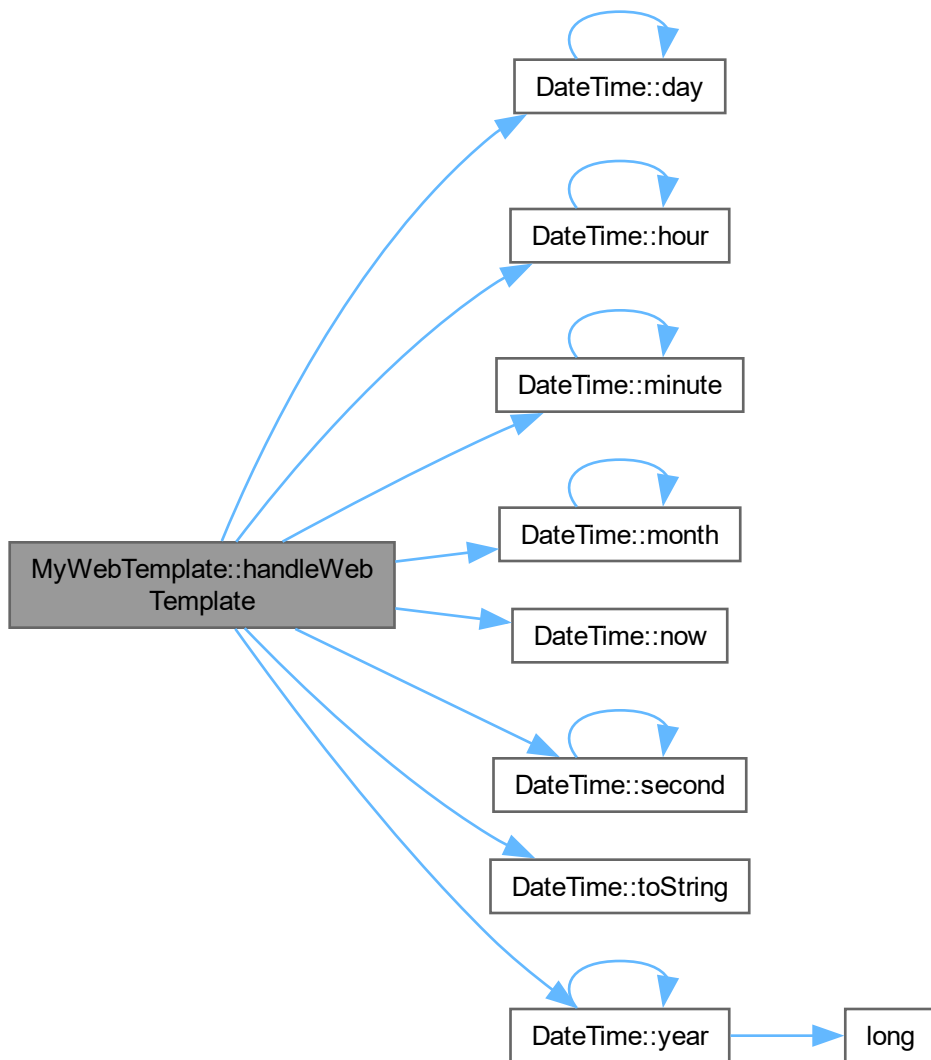 DateTime::day
DateTime::hour
DateTime::minute
DateTime::month
MyWebTemplate::handleWeb
Template
DateTime::now
DateTime::second
DateTime::toString
DateTime::year
long